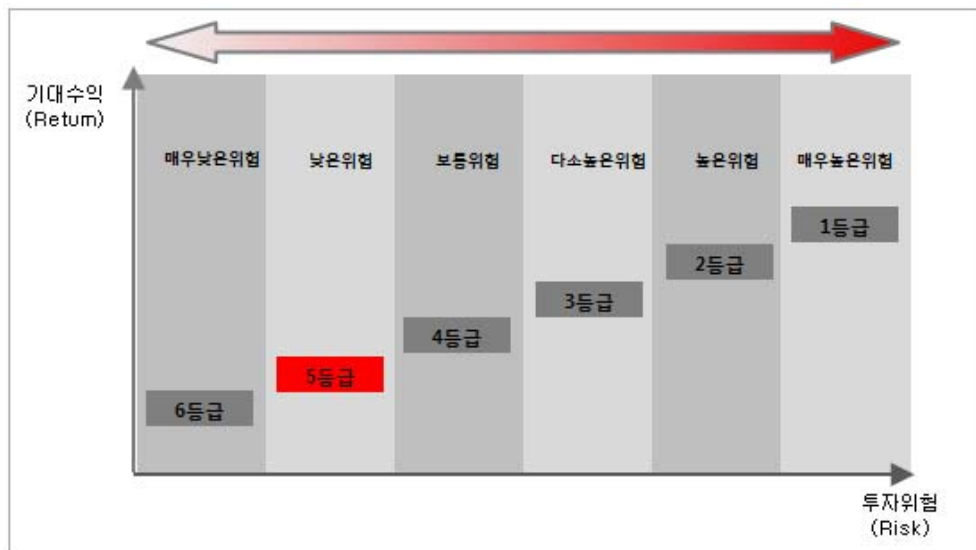 기대수익
(Retum)
매우낮은위험
낮은위험
보통위험
다소높은위험
높은위험
매우높은위험
1등급
2등급
3등급
4등급
5등급
6등급
투자위험
(Risk)